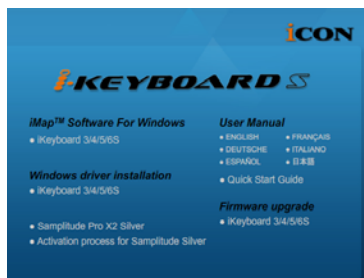 iCON
i-KEYBOARD S
iMap™ Software For Windows
● iKeyboard 3/4/5/6S
Windows driver installation
● iKeyboard 3/4/5/6S
● Samplitude Pro X2 Silver
● Activation process for Samplitude Silver
User Manual
● ENGLISH ● FRANÇAIS
● DEUTSCHE ● ITALIANO
● ESPAÑOL ● 日本語
● Quick Start Guide
Firmware upgrade
● iKeyboard 3/4/5/6S